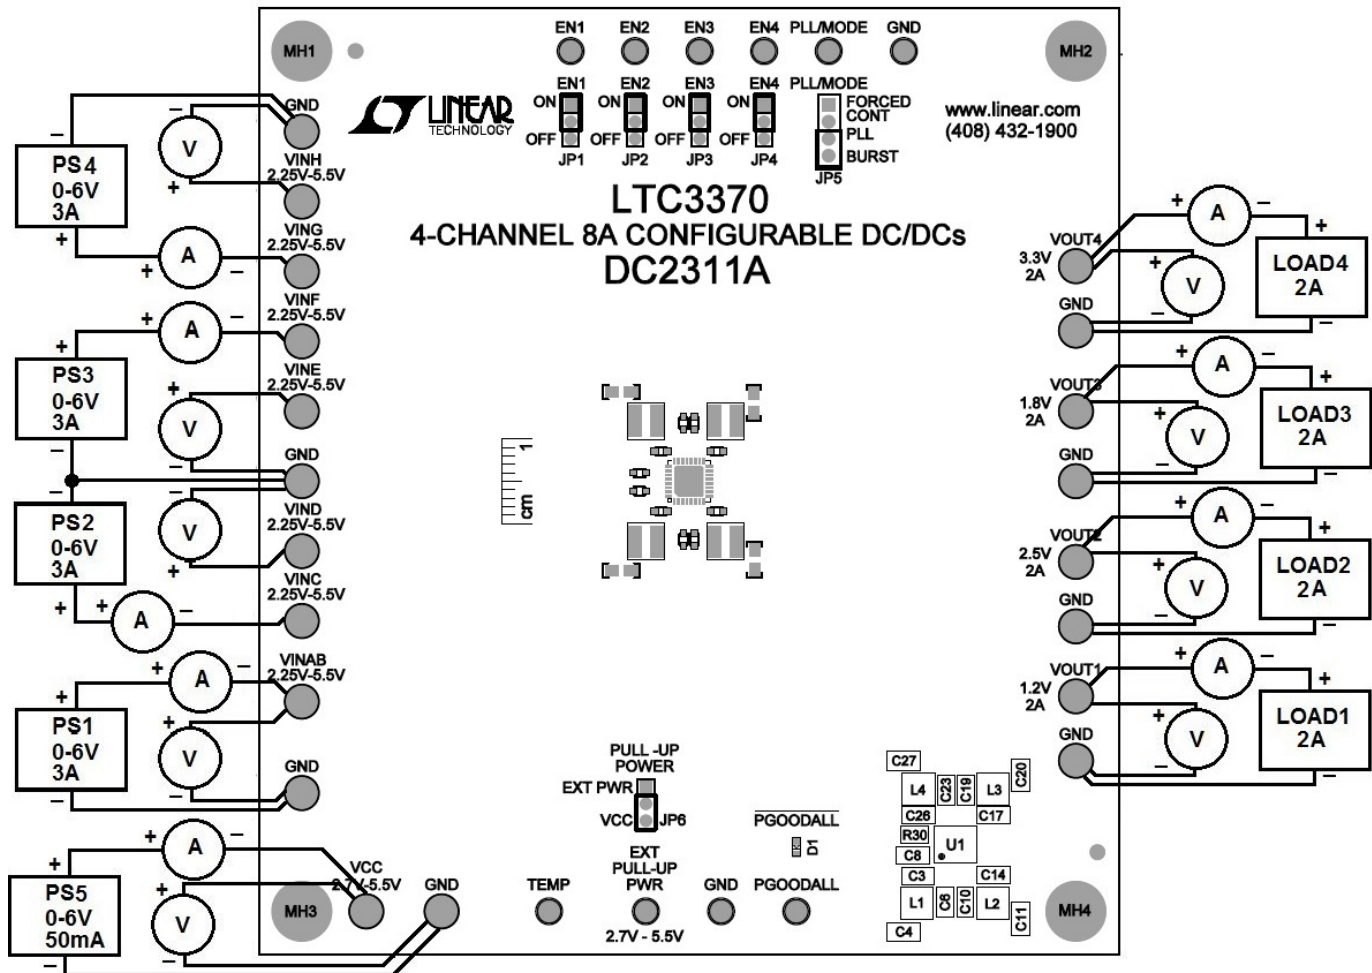 MH1
EN1 EN2 EN3 EN4 PLL/MODE GND
MH2
LINEAR
TECHNOLOGY
EN1 EN2 EN3 EN4 PLL/MODE
ON ON ON ON
OFF OFF OFF OFF
JP1 JP2 JP3 JP4 JP5
FORCED
CONT
PLL
BURST
www.linear.com
(408) 432-1900
LTC3370
4-CHANNEL 8A CONFIGURABLE DC/DCs
DC2311A
GND
VINH
2.25V-5.5V
VING
2.25V-5.5V
VINF
2.25V-5.5V
VINE
2.25V-5.5V
GND
VIND
2.25V-5.5V
VINC
2.25V-5.5V
VINAB
2.25V-5.5V
GND
− V +
− PS4
0-6V
3A
+
+ A −
+ A −
+ PS3
0-6V
3A
−
+ V −
− V +
− PS2
0-6V
3A
+
+ A −
+ A −
+ PS1
0-6V
3A
−
+ V −
+ A −
+ PS5
0-6V
50mA
−
+ V −
MH3
VCC
2.7V-5.5V
GND
TEMP
1
cm
PULL -UP
POWER
EXT PWR
VCC JP6
EXT
PULL-UP
PWR
2.7V - 5.5V
GND
PGOODALL
D1
PGOODALL
C27
L4 C23 C19 L3 C20
C26 C17
R30
C8 U1
C3 C14
L1 C6 C10 L2 C11
C4
MH4
VOUT4
3.3V
2A
GND
+ A −
+ V −
+
LOAD4
2A
−
VOUT3
1.8V
2A
GND
+ A −
+ V −
+
LOAD3
2A
−
VOUT2
2.5V
2A
GND
+ A −
+ V −
+
LOAD2
2A
−
VOUT1
1.2V
2A
GND
+ A −
+ V −
+
LOAD1
2A
−